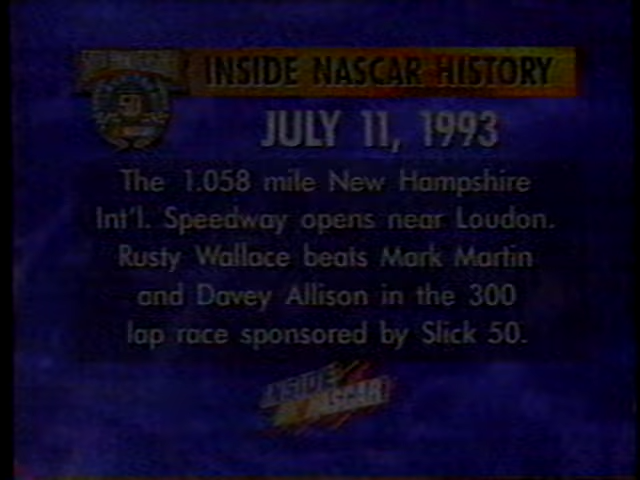 INSIDE NASCAR HISTORY
50
JULY 11, 1993
The 1.058 mile New Hampshire
Int'l. Speedway opens near Loudon.
Rusty Wallace beats Mark Martin
and Davey Allison in the 300
lap race sponsored by Slick 50.
INSIDE
NASCAR